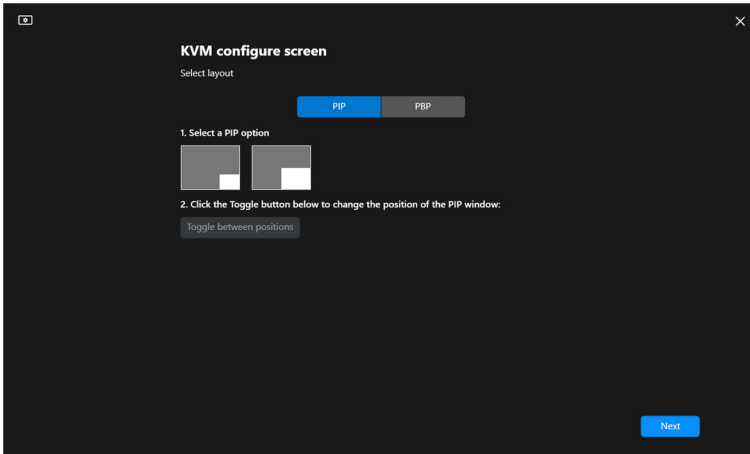 KVM configure screen
Select layout
PIP PBP
1. Select a PIP option
2. Click the Toggle button below to change the position of the PIP window:
Toggle between positions
Next